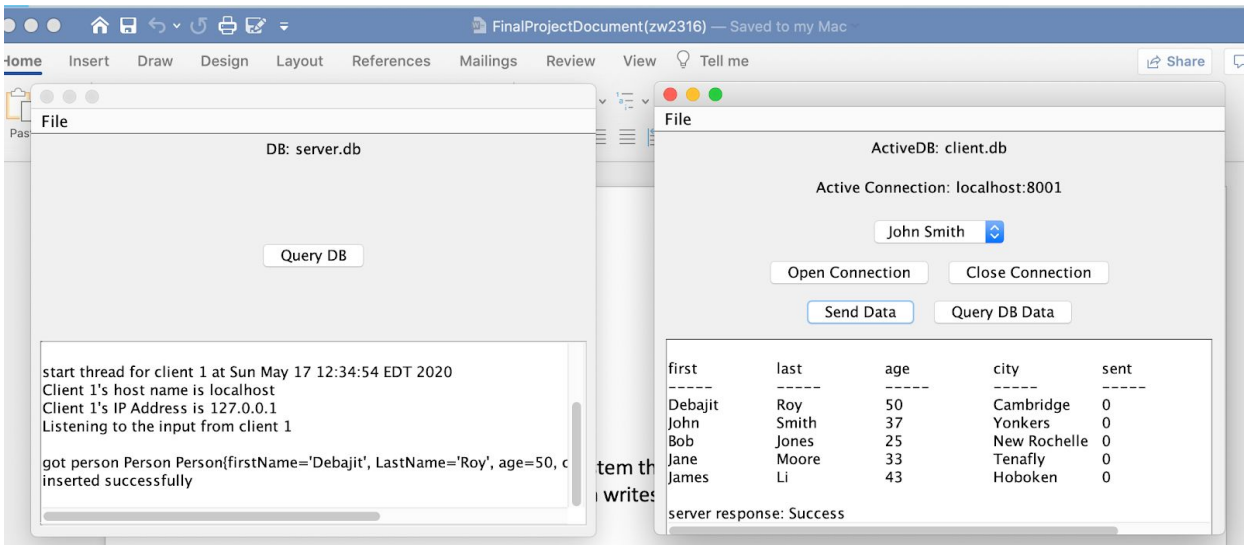 FinalProjectDocument(zw2316) — Saved to my Mac
Home Insert Draw Design Layout References Mailings Review View Tell me Share
File
DB: server.db
Query DB
start thread for client 1 at Sun May 17 12:34:54 EDT 2020
Client 1's host name is localhost
Client 1's IP Address is 127.0.0.1
Listening to the input from client 1
got person Person Person{firstName='Debajit', LastName='Roy', age=50, c
inserted successfully
File
ActiveDB: client.db
Active Connection: localhost:8001
John Smith
Open Connection Close Connection
Send Data Query DB Data
first last age city sent
----- ----- ----- ----- -----
Debajit Roy 50 Cambridge 0
John Smith 37 Yonkers 0
Bob Jones 25 New Rochelle 0
Jane Moore 33 Tenafly 0
James Li 43 Hoboken 0
server response: Success
tem th
writes